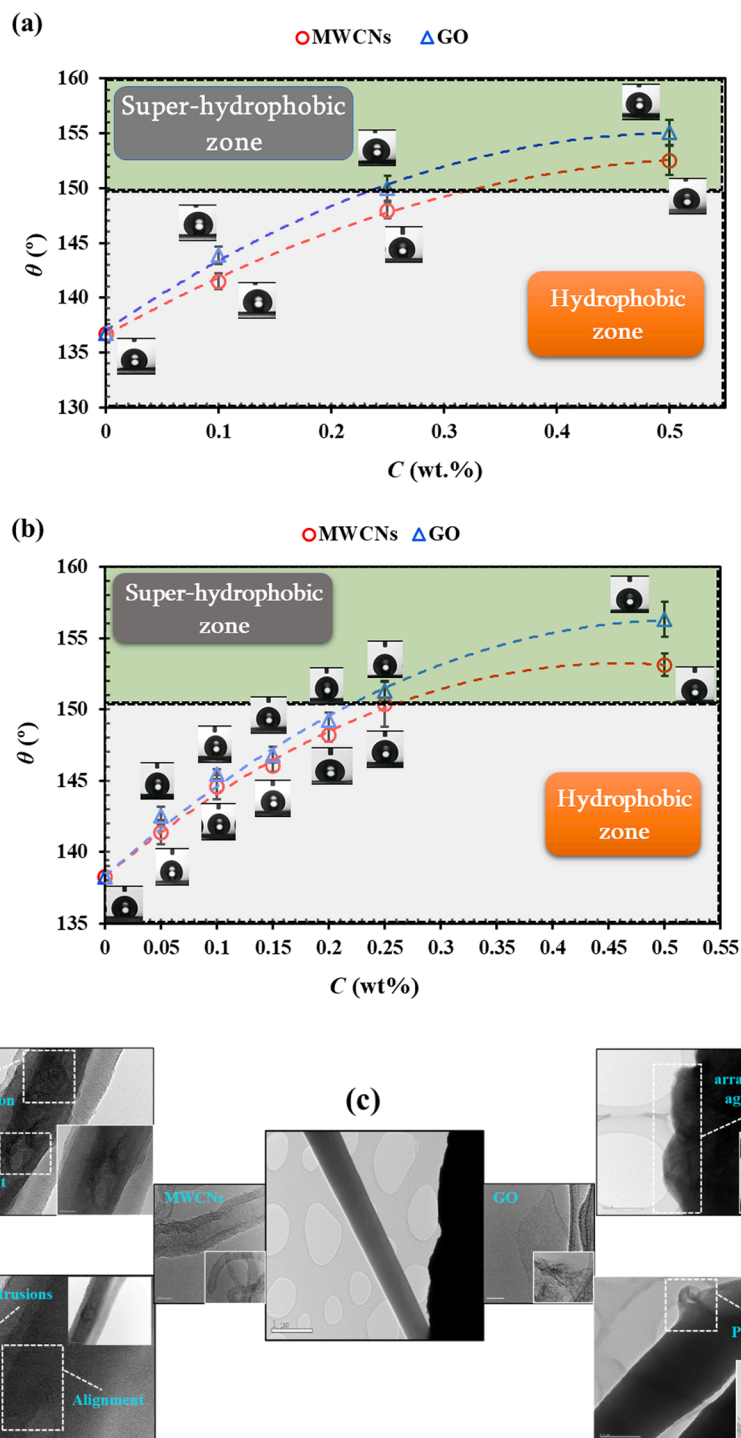 (a)
MWCNs GO
160
155
150
145
140
135
130
θ (º)
Super-hydrophobic
zone
Hydrophobic
zone
0 0.1 0.2 0.3 0.4 0.5
C (wt.%)
(b)
MWCNs GO
160
155
150
145
140
135
θ (º)
Super-hydrophobic
zone
Hydrophobic
zone
0 0.05 0.1 0.15 0.2 0.25 0.3 0.35 0.4 0.45 0.5 0.55
C (wt%)
(c)
on
t
MWCNs
GO
arra
ag
trusions
Alignment
P